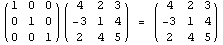 ( 1 0 0 ) ( 4 2 3 ) = ( 4 2 3 )
( 0 1 0 ) ( -3 1 4 ) ( -3 1 4 )
( 0 0 1 ) ( 2 4 5 ) ( 2 4 5 )